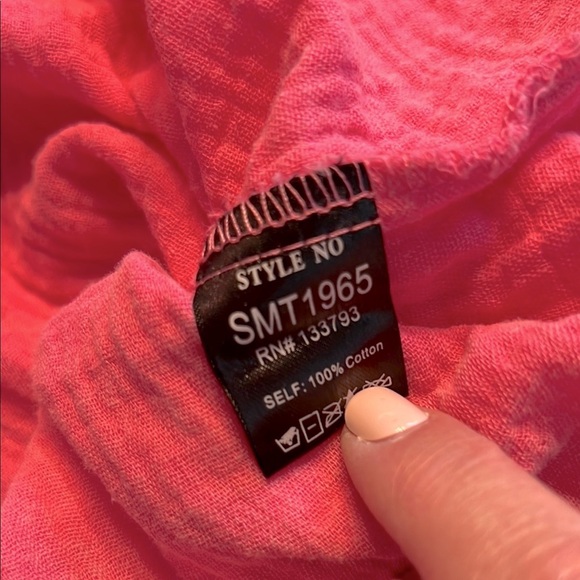 STYLE NO
SMT1965
RN# 133793
SELF: 100% Cotton